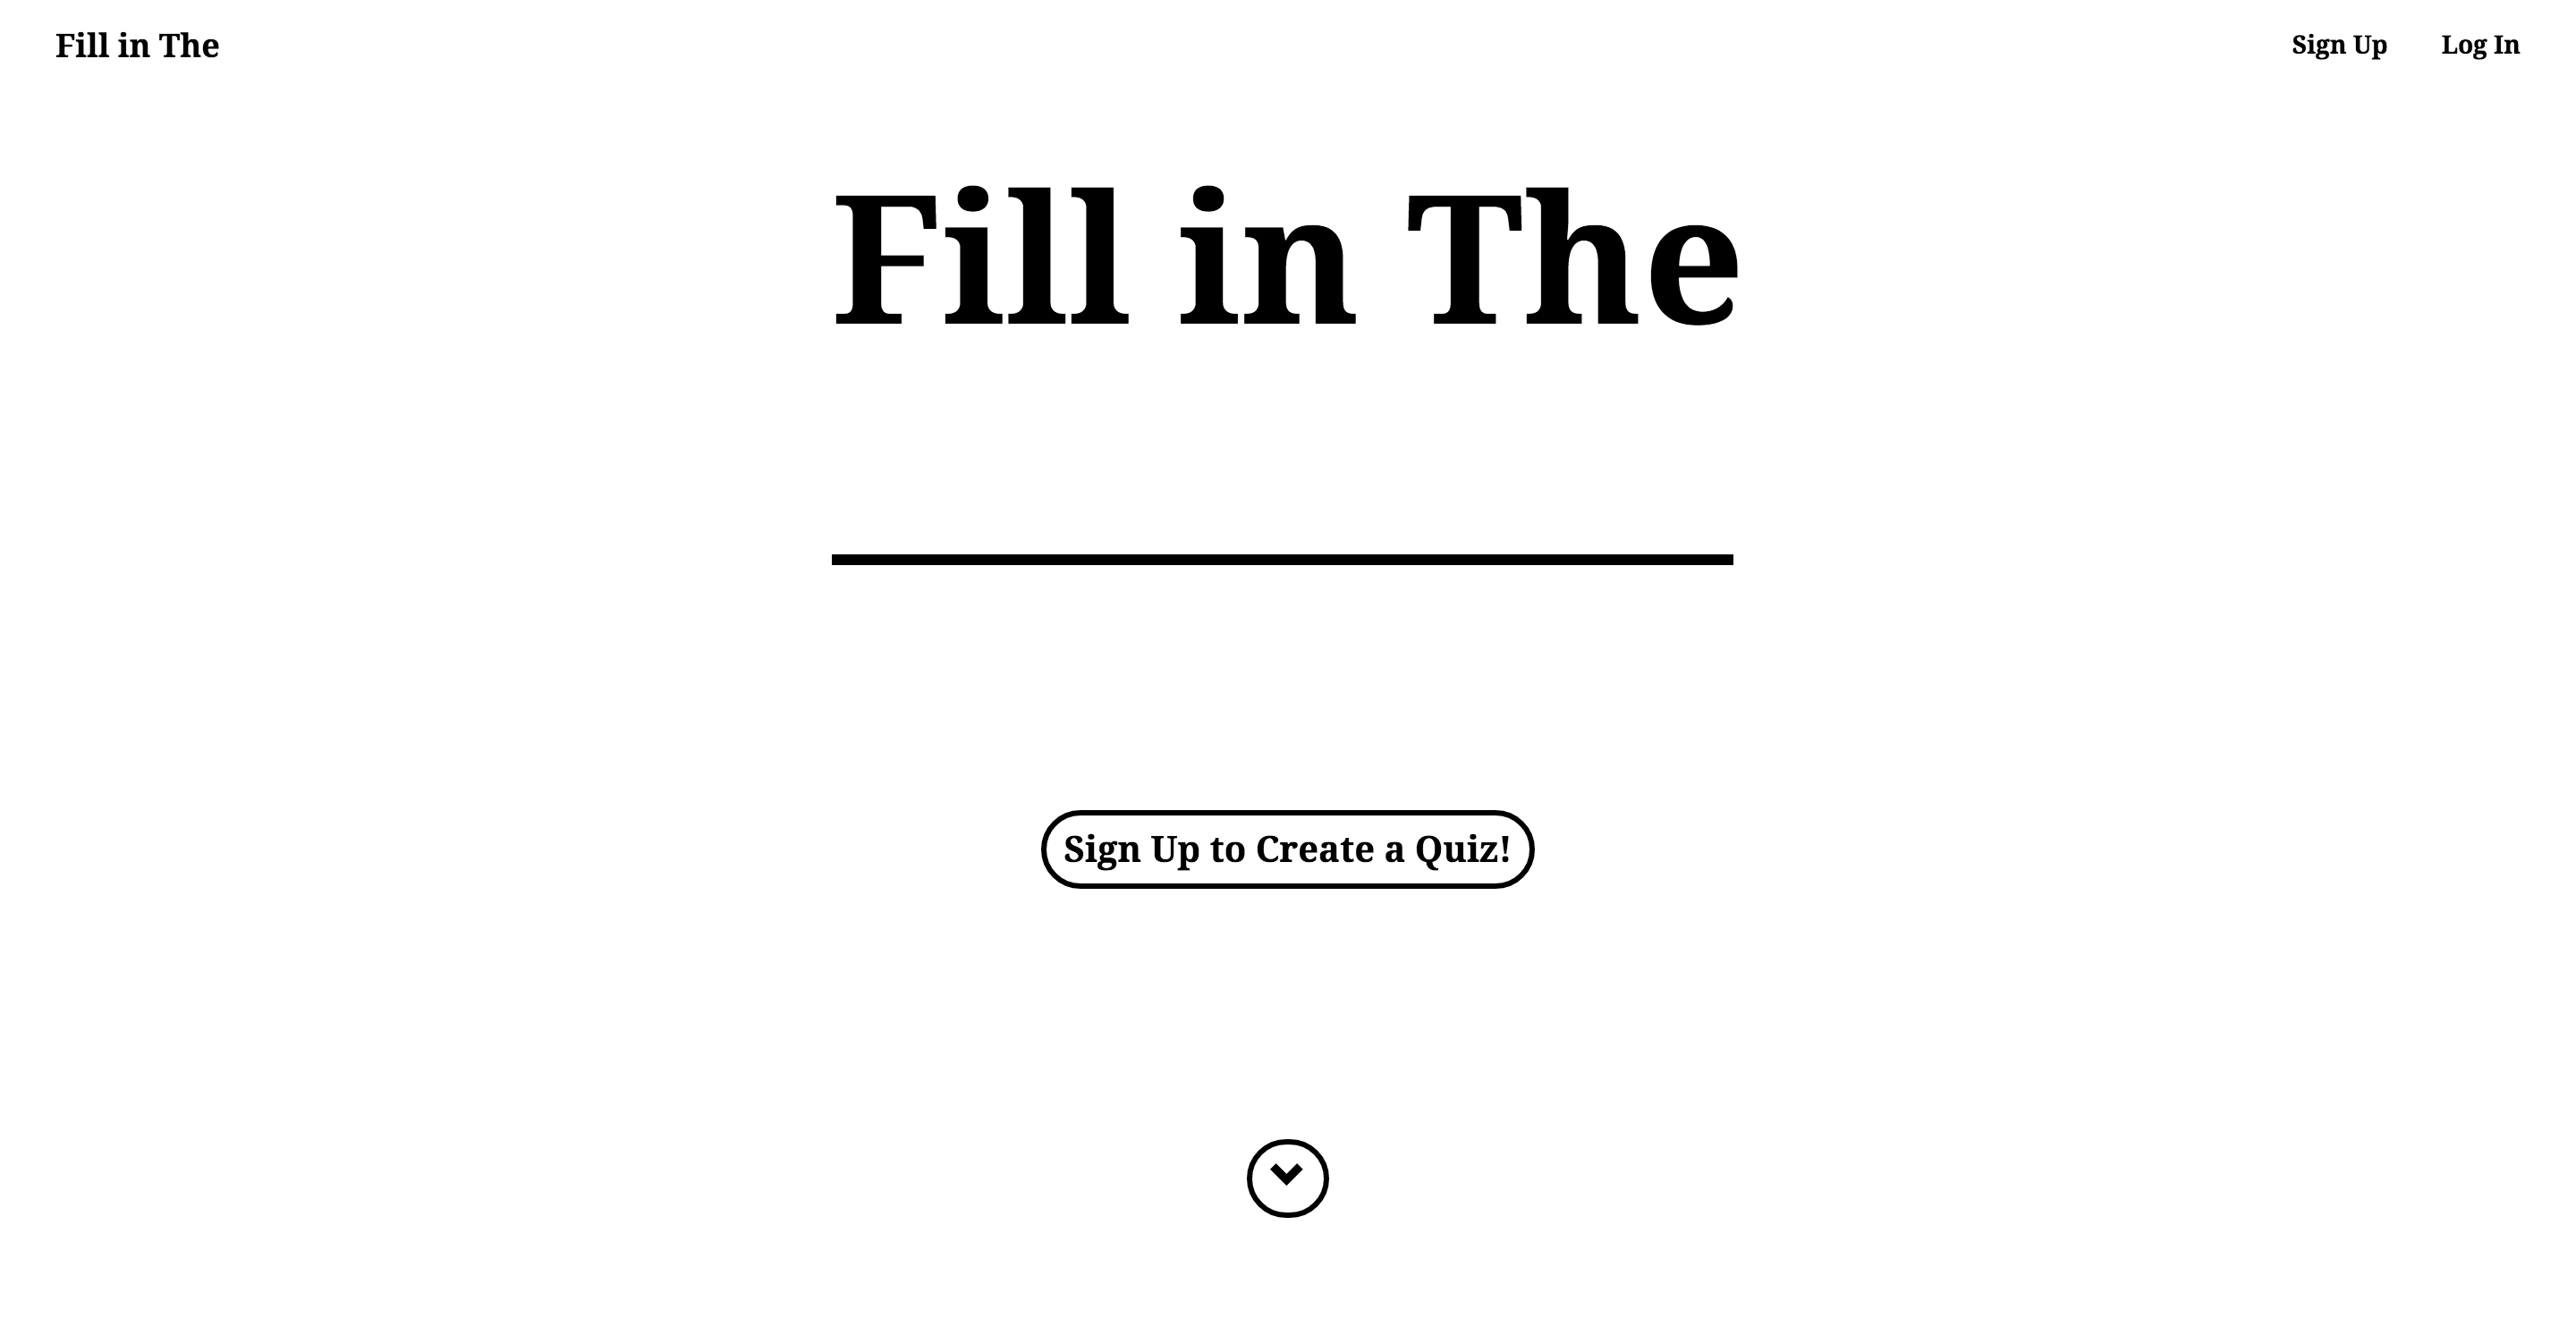 Fill in The
Sign Up
Log In
Fill in The
Sign Up to Create a Quiz!